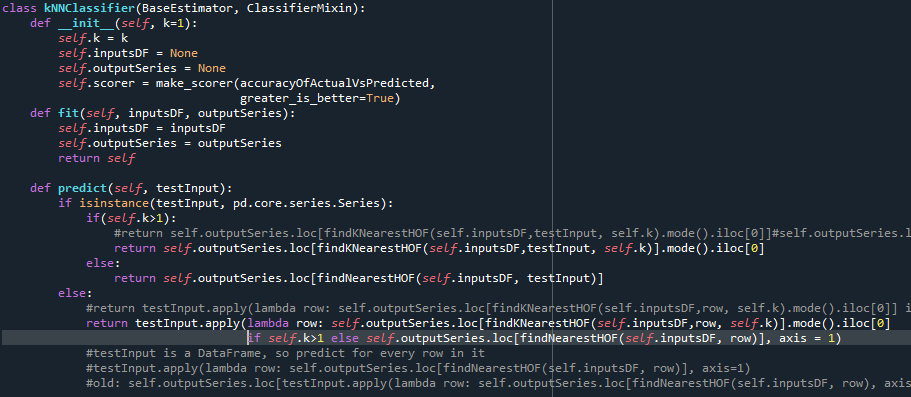 class kNNClassifier(BaseEstimator, ClassifierMixin):
    def __init__(self, k=1):
        self.k = k
        self.inputsDF = None
        self.outputSeries = None
        self.scorer = make_scorer(accuracyOfActualVsPredicted,
                                  greater_is_better=True)
    def fit(self, inputsDF, outputSeries):
        self.inputsDF = inputsDF
        self.outputSeries = outputSeries
        return self

    def predict(self, testInput):
        if isinstance(testInput, pd.core.series.Series):
            if(self.k>1):
                #return self.outputSeries.loc[findKNearestHOF(self.inputsDF,testInput, self.k).mode().iloc[0]]#self.outputSeries.l
                return self.outputSeries.loc[findKNearestHOF(self.inputsDF,testInput, self.k)].mode().iloc[0]
            else:
                return self.outputSeries.loc[findNearestHOF(self.inputsDF, testInput)]
        else:
            #return testInput.apply(lambda row: self.outputSeries.loc[findKNearestHOF(self.inputsDF,row, self.k).mode().iloc[0]] i
            return testInput.apply(lambda row: self.outputSeries.loc[findKNearestHOF(self.inputsDF,row, self.k)].mode().iloc[0]
                                   if self.k>1 else self.outputSeries.loc[findNearestHOF(self.inputsDF, row)], axis = 1)
            #testInput is a DataFrame, so predict for every row in it
            #testInput.apply(lambda row: self.outputSeries.loc[findNearestHOF(self.inputsDF, row)], axis=1)
            #old: self.outputSeries.loc[testInput.apply(lambda row: self.outputSeries.loc[findNearestHOF(self.inputsDF, row), axis